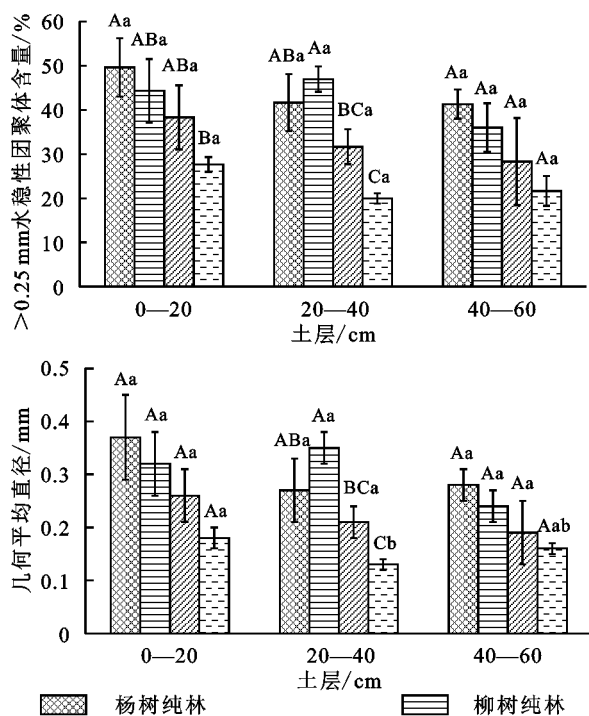 >0.25 mm水稳性团聚体含量/%
60
50
40
30
20
10
0
Aa ABa ABa Ba
ABa Aa BCa Ca
Aa Aa Aa Aa
0—20 20—40 40—60
土层/cm
几何平均直径/mm
0.5
0.4
0.3
0.2
0.1
0
Aa Aa Aa Aa
ABa Aa BCa Cb
Aa Aa Aa Aab
0—20 20—40 40—60
土层/cm
杨树纯林 柳树纯林